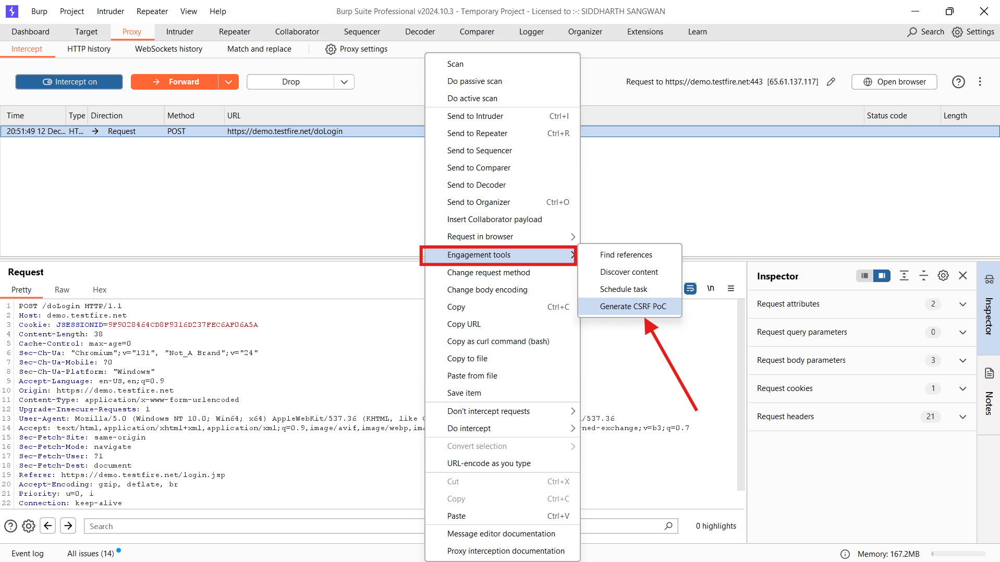 Burp Project Intruder Repeater View Help Burp Suite Professional v2024.10.3 - Temporary Project - Licensed to :-: SIDDHARTH SANGWAN
Dashboard Target Proxy Intruder Repeater Collaborator Sequencer Decoder Comparer Logger Organizer Extensions Learn Search Settings
Intercept HTTP history WebSockets history Match and replace Proxy settings
Intercept on Forward Drop Request to https://demo.testfire.net:443 [65.61.137.117] Open browser
Time Type Direction Method URL Status code Length
20:51:49 12 Dec... HT... Request POST https://demo.testfire.net/doLogin
Scan
Do passive scan
Do active scan
Send to Intruder Ctrl+I
Send to Repeater Ctrl+R
Send to Sequencer
Send to Comparer
Send to Decoder
Send to Organizer Ctrl+O
Insert Collaborator payload
Request in browser
Engagement tools
Change request method
Change body encoding
Copy Ctrl+C
Copy URL
Copy as curl command (bash)
Copy to file
Paste from file
Save item
Don't intercept requests
Do intercept
Convert selection
URL-encode as you type
Cut Ctrl+X
Copy Ctrl+C
Paste Ctrl+V
Message editor documentation
Proxy interception documentation
Find references
Discover content
Schedule task
Generate CSRF PoC
Request
Pretty Raw Hex \n
1 POST /doLogin HTTP/1.1
2 Host: demo.testfire.net
3 Cookie: JSESSIONID=9F9028464CD8F9316D237FEC6AF06A5A
4 Content-Length: 38
5 Cache-Control: max-age=0
6 Sec-Ch-Ua: "Chromium";v="131", "Not_A Brand";v="24"
7 Sec-Ch-Ua-Mobile: ?0
8 Sec-Ch-Ua-Platform: "Windows"
9 Accept-Language: en-US,en;q=0.9
10 Origin: https://demo.testfire.net
11 Content-Type: application/x-www-form-urlencoded
12 Upgrade-Insecure-Requests: 1
13 User-Agent: Mozilla/5.0 (Windows NT 10.0; Win64; x64) AppleWebKit/537.36 (KHTML, like /537.36
14 Accept: text/html,application/xhtml+xml,application/xml;q=0.9,image/avif,image/webp,ima ned-exchange;v=b3;q=0.7
15 Sec-Fetch-Site: same-origin
16 Sec-Fetch-Mode: navigate
17 Sec-Fetch-User: ?1
18 Sec-Fetch-Dest: document
19 Referer: https://demo.testfire.net/login.jsp
20 Accept-Encoding: gzip, deflate, br
21 Priority: u=0, i
22 Connection: keep-alive
Search 0 highlights
Inspector
Request attributes 2
Request query parameters 0
Request body parameters 3
Request cookies 1
Request headers 21
Inspector
Notes
Event log All issues (14) Memory: 167.2MB